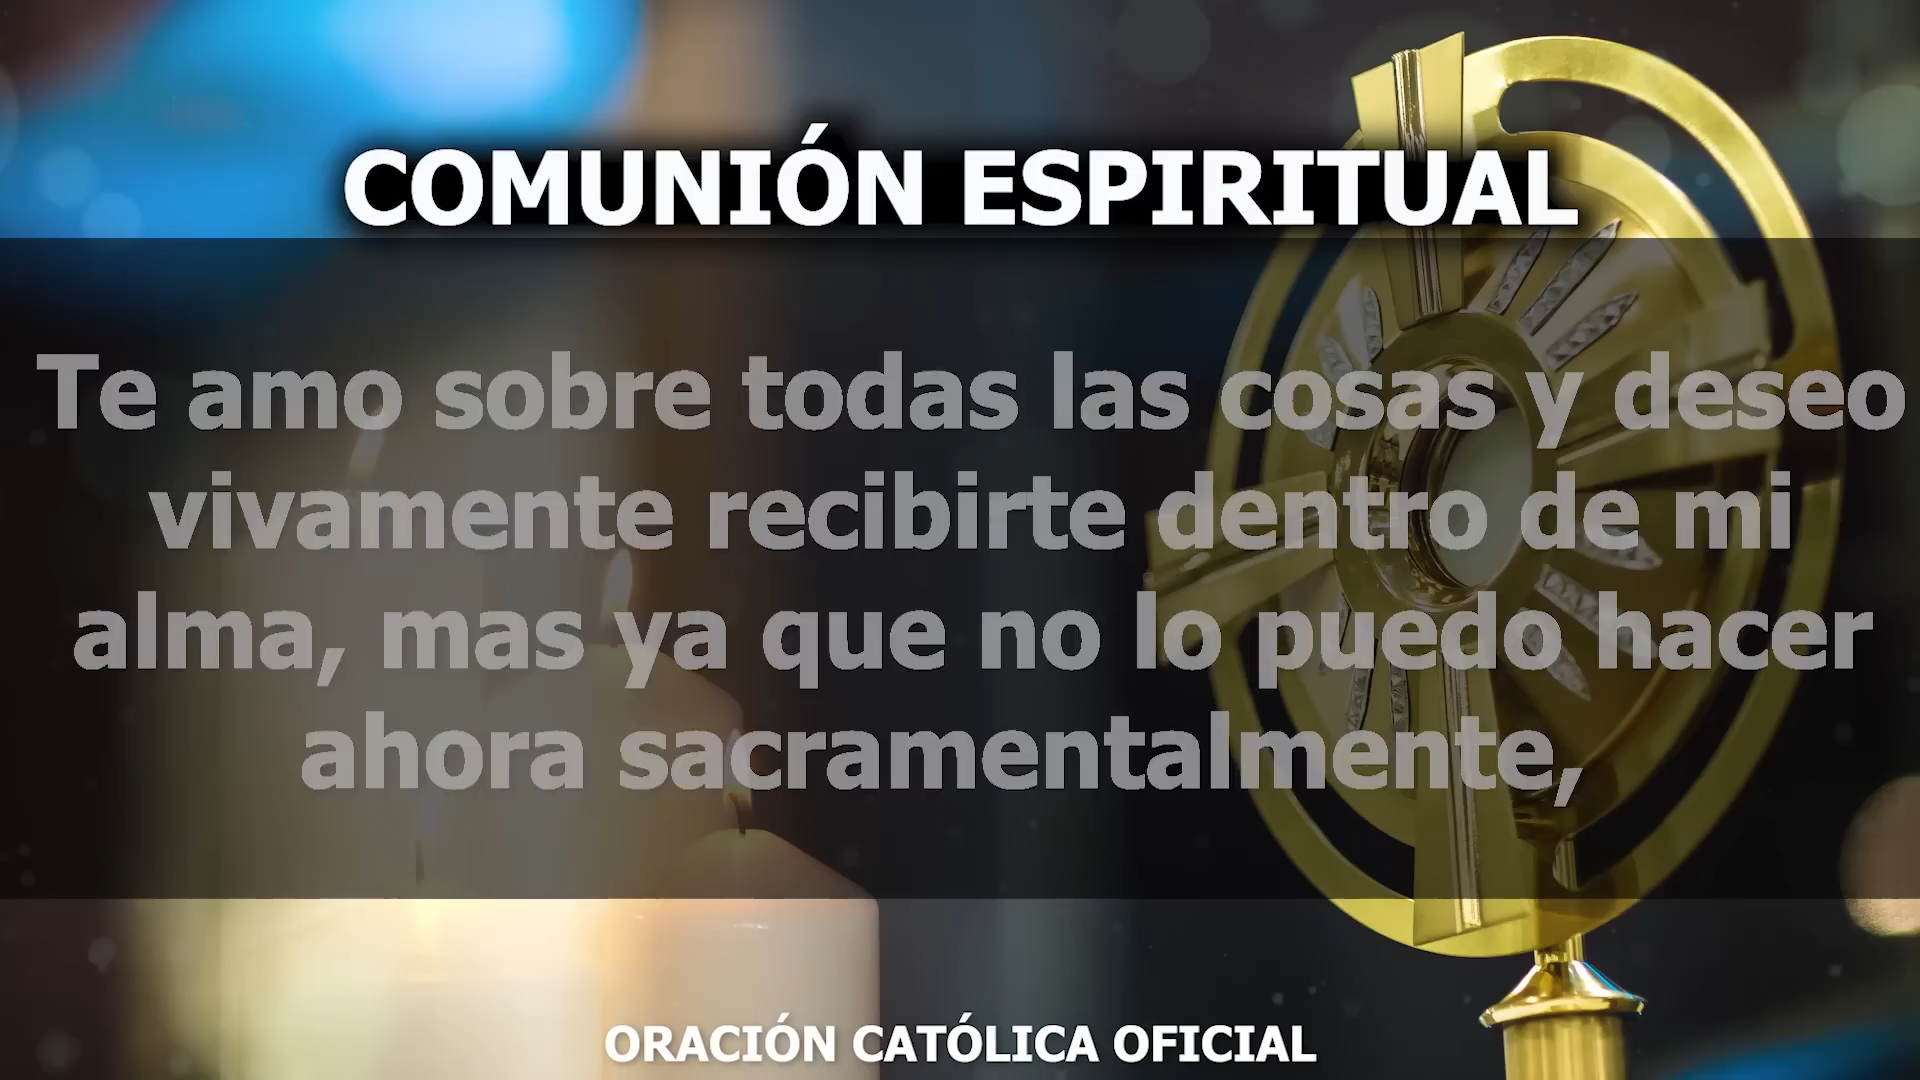 COMUNIÓN ESPIRITUAL
Te amo sobre todas las cosas y deseo
vivamente recibirte dentro de mi
alma, mas ya que no lo puedo hacer
ahora sacramentalmente,
ORACIÓN CATÓLICA OFICIAL